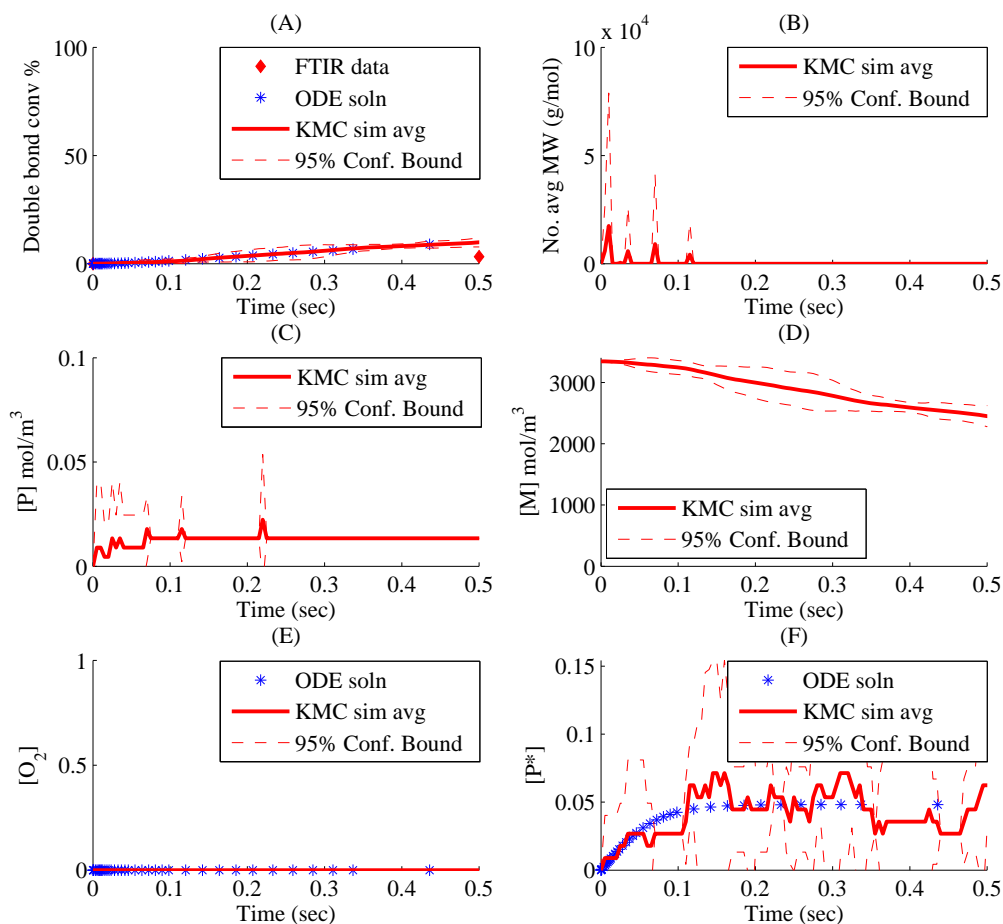 (A)
Double bond conv %
100
50
0
FTIR data
ODE soln
KMC sim avg
95% Conf. Bound
0 0.1 0.2 0.3 0.4 0.5
Time (sec)
(B)
x 10^4
No. avg MW (g/mol)
10
5
0
KMC sim avg
95% Conf. Bound
0 0.1 0.2 0.3 0.4 0.5
Time (sec)
(C)
[P] mol/m^3
0.1
0.05
0
KMC sim avg
95% Conf. Bound
0 0.1 0.2 0.3 0.4 0.5
Time (sec)
(D)
[M] mol/m^3
3000
2000
1000
0
KMC sim avg
95% Conf. Bound
0 0.1 0.2 0.3 0.4 0.5
Time (sec)
(E)
[O_2]
1
0.5
0
ODE soln
KMC sim avg
95% Conf. Bound
0 0.1 0.2 0.3 0.4 0.5
Time (sec)
(F)
[P*]
0.15
0.1
0.05
0
ODE soln
KMC sim avg
95% Conf. Bound
0 0.1 0.2 0.3 0.4 0.5
Time (sec)